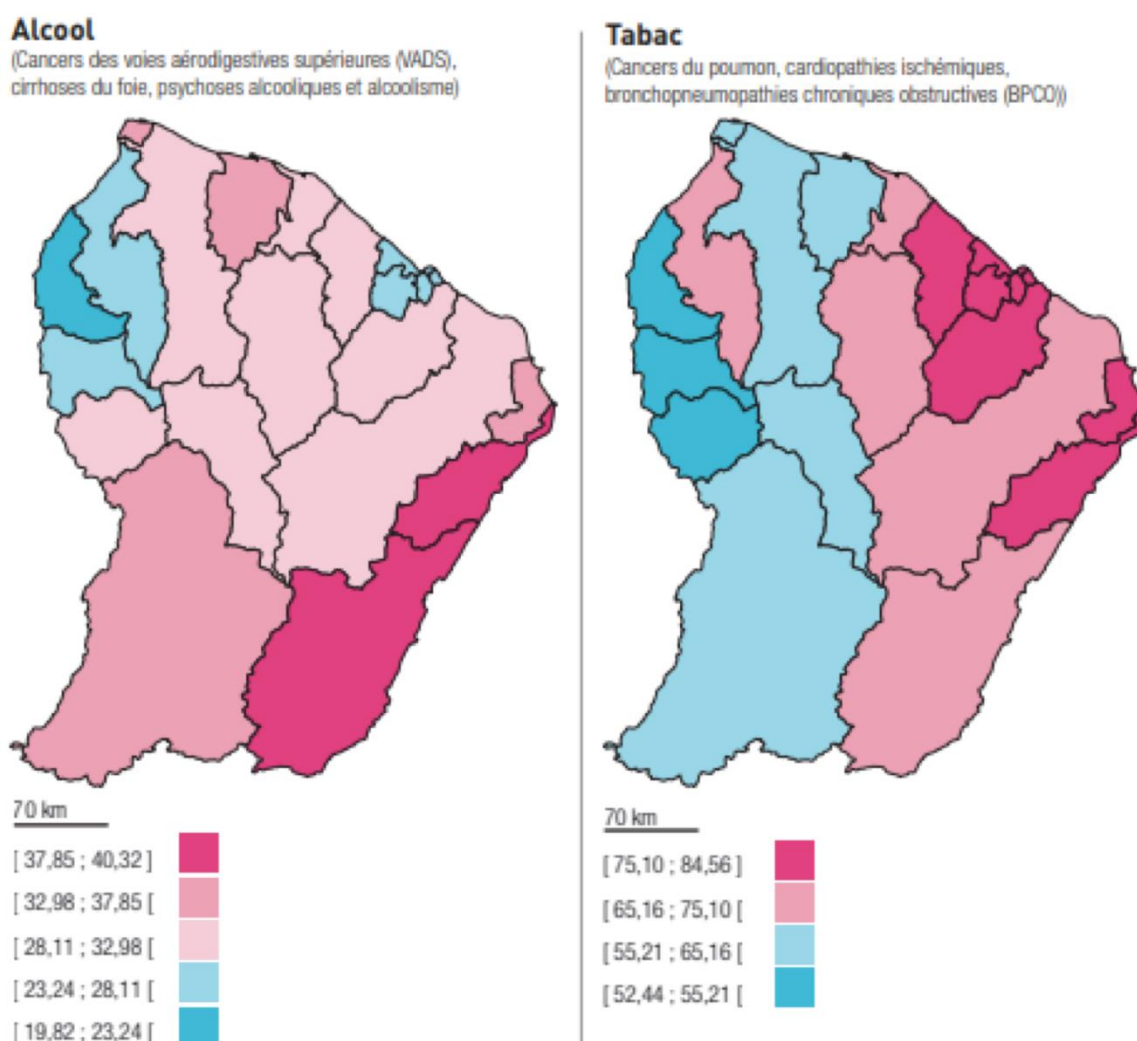 Alcool
(Cancers des voies aérodigestives supérieures (VADS),
cirrhoses du foie, psychoses alcooliques et alcoolisme)
70 km
[ 37,85 ; 40,32 ]
[ 32,98 ; 37,85 [
[ 28,11 ; 32,98 [
[ 23,24 ; 28,11 [
[ 19,82 ; 23,24 [
Tabac
(Cancers du poumon, cardiopathies ischémiques,
bronchopneumopathies chroniques obstructives (BPCO))
70 km
[ 75,10 ; 84,56 ]
[ 65,16 ; 75,10 [
[ 55,21 ; 65,16 [
[ 52,44 ; 55,21 [